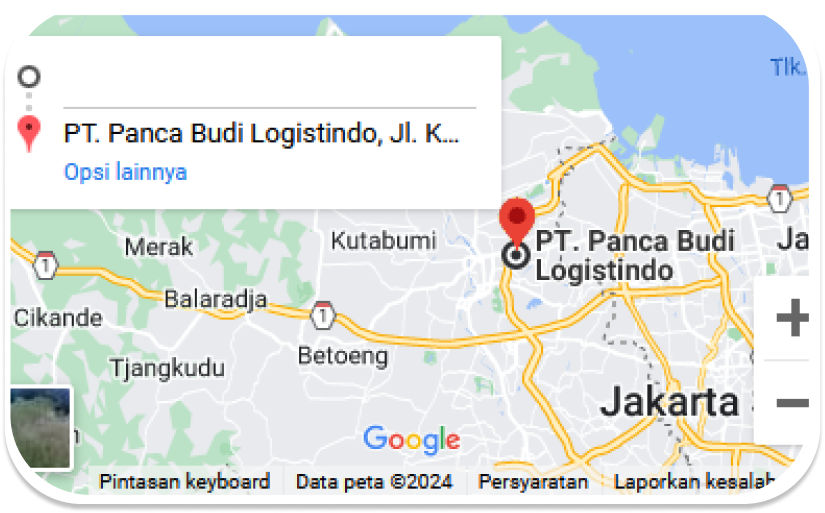 PT. Panca Budi Logistindo, Jl. K...
Opsi lainnya
Tlk.
1
Merak
Kutabumi
PT. Panca Budi
Logistindo
Ja
1
Balaradja
Cikande
1
Betoeng
Tjangkudu
Jakarta
Google
Pintasan keyboard
Data peta ©2024
Persyaratan
Laporkan kesalah